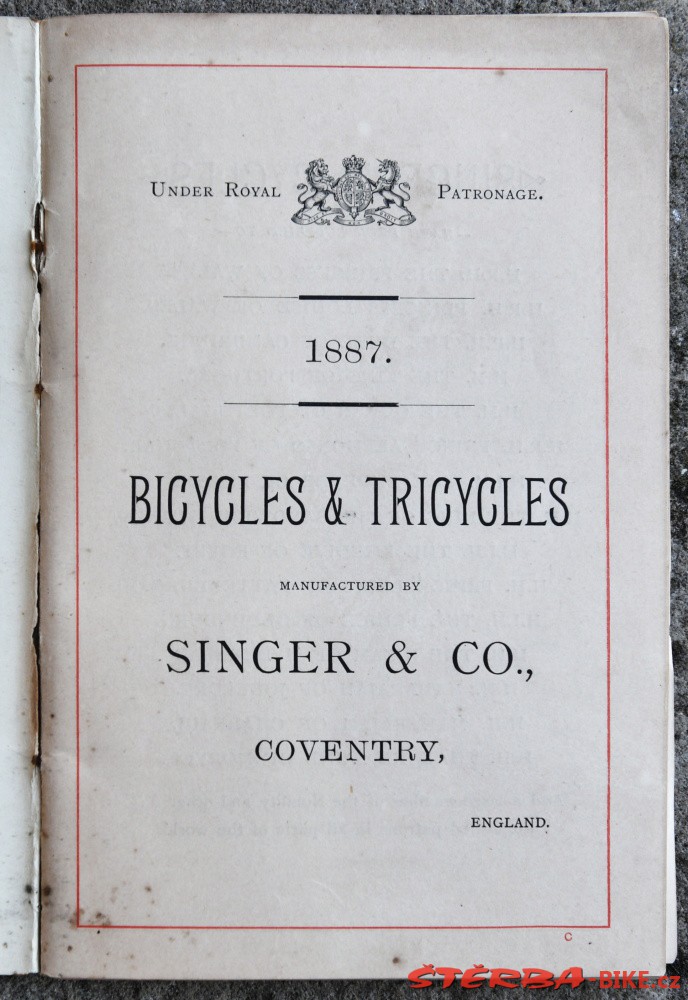 UNDER ROYAL PATRONAGE.
1887.
BICYCLES & TRICYCLES
MANUFACTURED BY
SINGER & CO.,
COVENTRY,
ENGLAND.
C
ŠTĚRBA-BIKE.cz